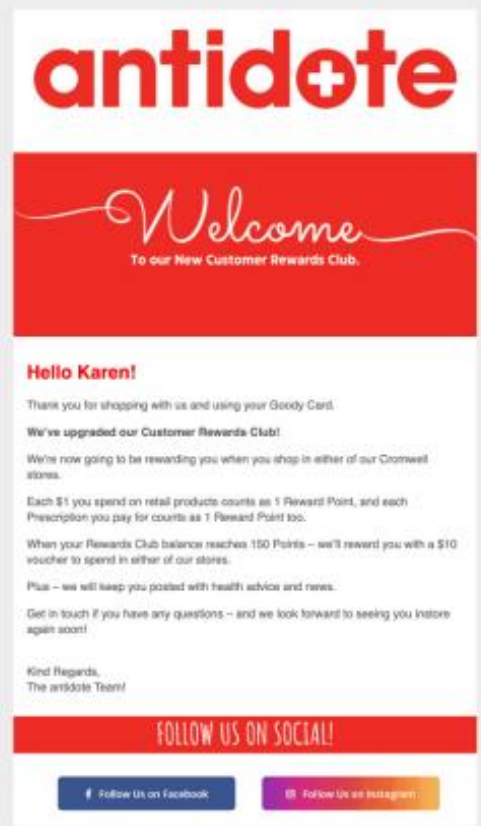 antidote
Welcome
To our New Customer Rewards Club.
Hello Karen!
Thank you for shopping with us and using your Goody Card.
We've upgraded our Customer Rewards Club!
We're now going to be rewarding you when you shop in either of our Cromwell
stores.
Each $1 you spend on retail products counts as 1 Reward Point, and each
Prescription you pay for counts as 1 Reward Point too.
When your Rewards Club balance reaches 150 Points – we'll reward you with a $10
voucher to spend in either of our stores.
Plus – we will keep you posted with health advice and news.
Get in touch if you have any questions – and we look forward to seeing you instore
again soon!
Kind Regards,
The antidote Team!
FOLLOW US ON SOCIAL!
Follow Us on Facebook
Follow Us on Instagram